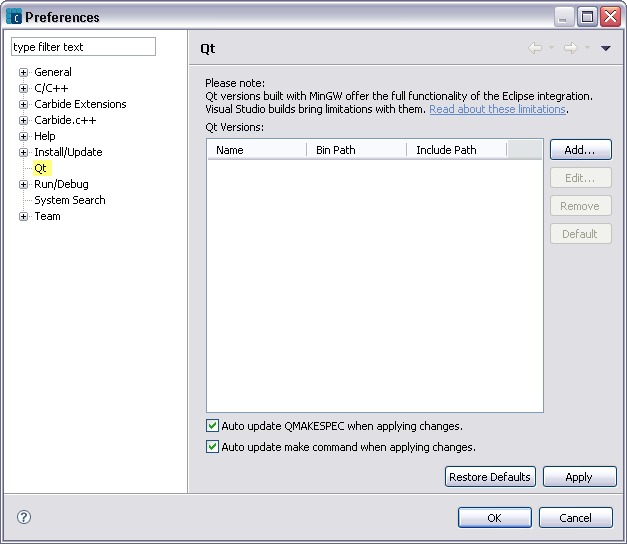 Preferences
type filter text
General
C/C++
Carbide Extensions
Carbide.c++
Help
Install/Update
Qt
Run/Debug
System Search
Team
Qt
Please note:
Qt versions built with MinGW offer the full functionality of the Eclipse integration.
Visual Studio builds bring limitations with them. Read about these limitations.
Qt Versions:
Name Bin Path Include Path
Add...
Edit...
Remove
Default
Auto update QMAKESPEC when applying changes.
Auto update make command when applying changes.
Restore Defaults Apply
? OK Cancel